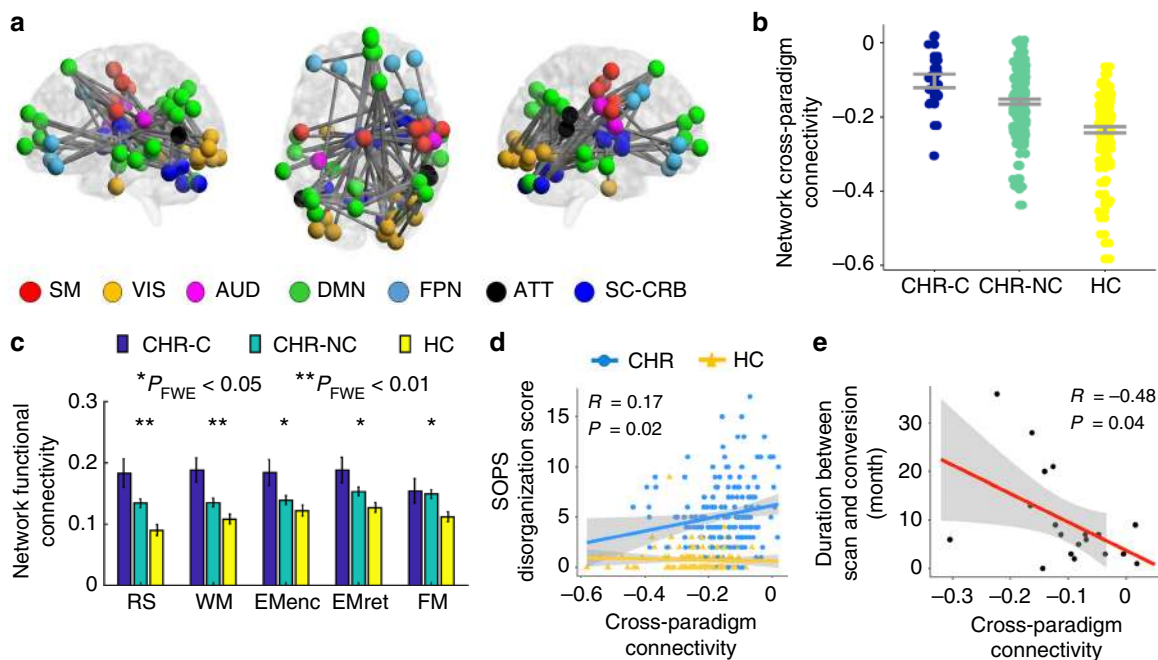 a
SM VIS AUD DMN FPN ATT SC-CRB
b
Network cross-paradigm
connectivity
0
−0.2
−0.4
−0.6
CHR-C CHR-NC HC
c
CHR-C CHR-NC HC
*PFWE < 0.05 **PFWE < 0.01
Network functional
connectivity
0.3
0.2
0.1
0
** ** * * *
RS WM EMenc EMret FM
d
CHR HC
R = 0.17
P = 0.02
SOPS
disorganization score
15
10
5
0
−0.6 −0.4 −0.2 0
Cross-paradigm
connectivity
e
R = −0.48
P = 0.04
Duration between
scan and conversion
(month)
30
20
10
0
−0.3 −0.2 −0.1 0
Cross-paradigm
connectivity